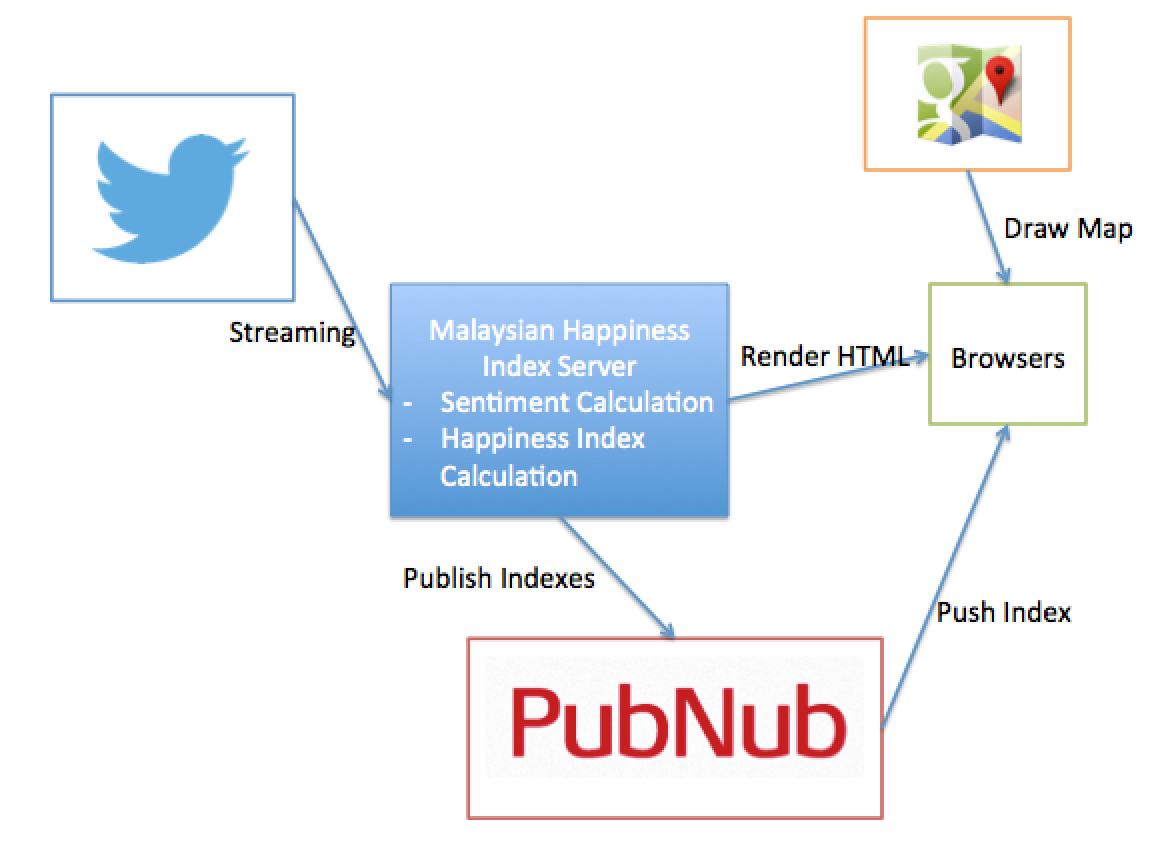 Draw Map
Streaming
Malaysian Happiness
Index Server
- Sentiment Calculation
- Happiness Index
Calculation
Render HTML
Browsers
Publish Indexes
Push Index
PubNub
g